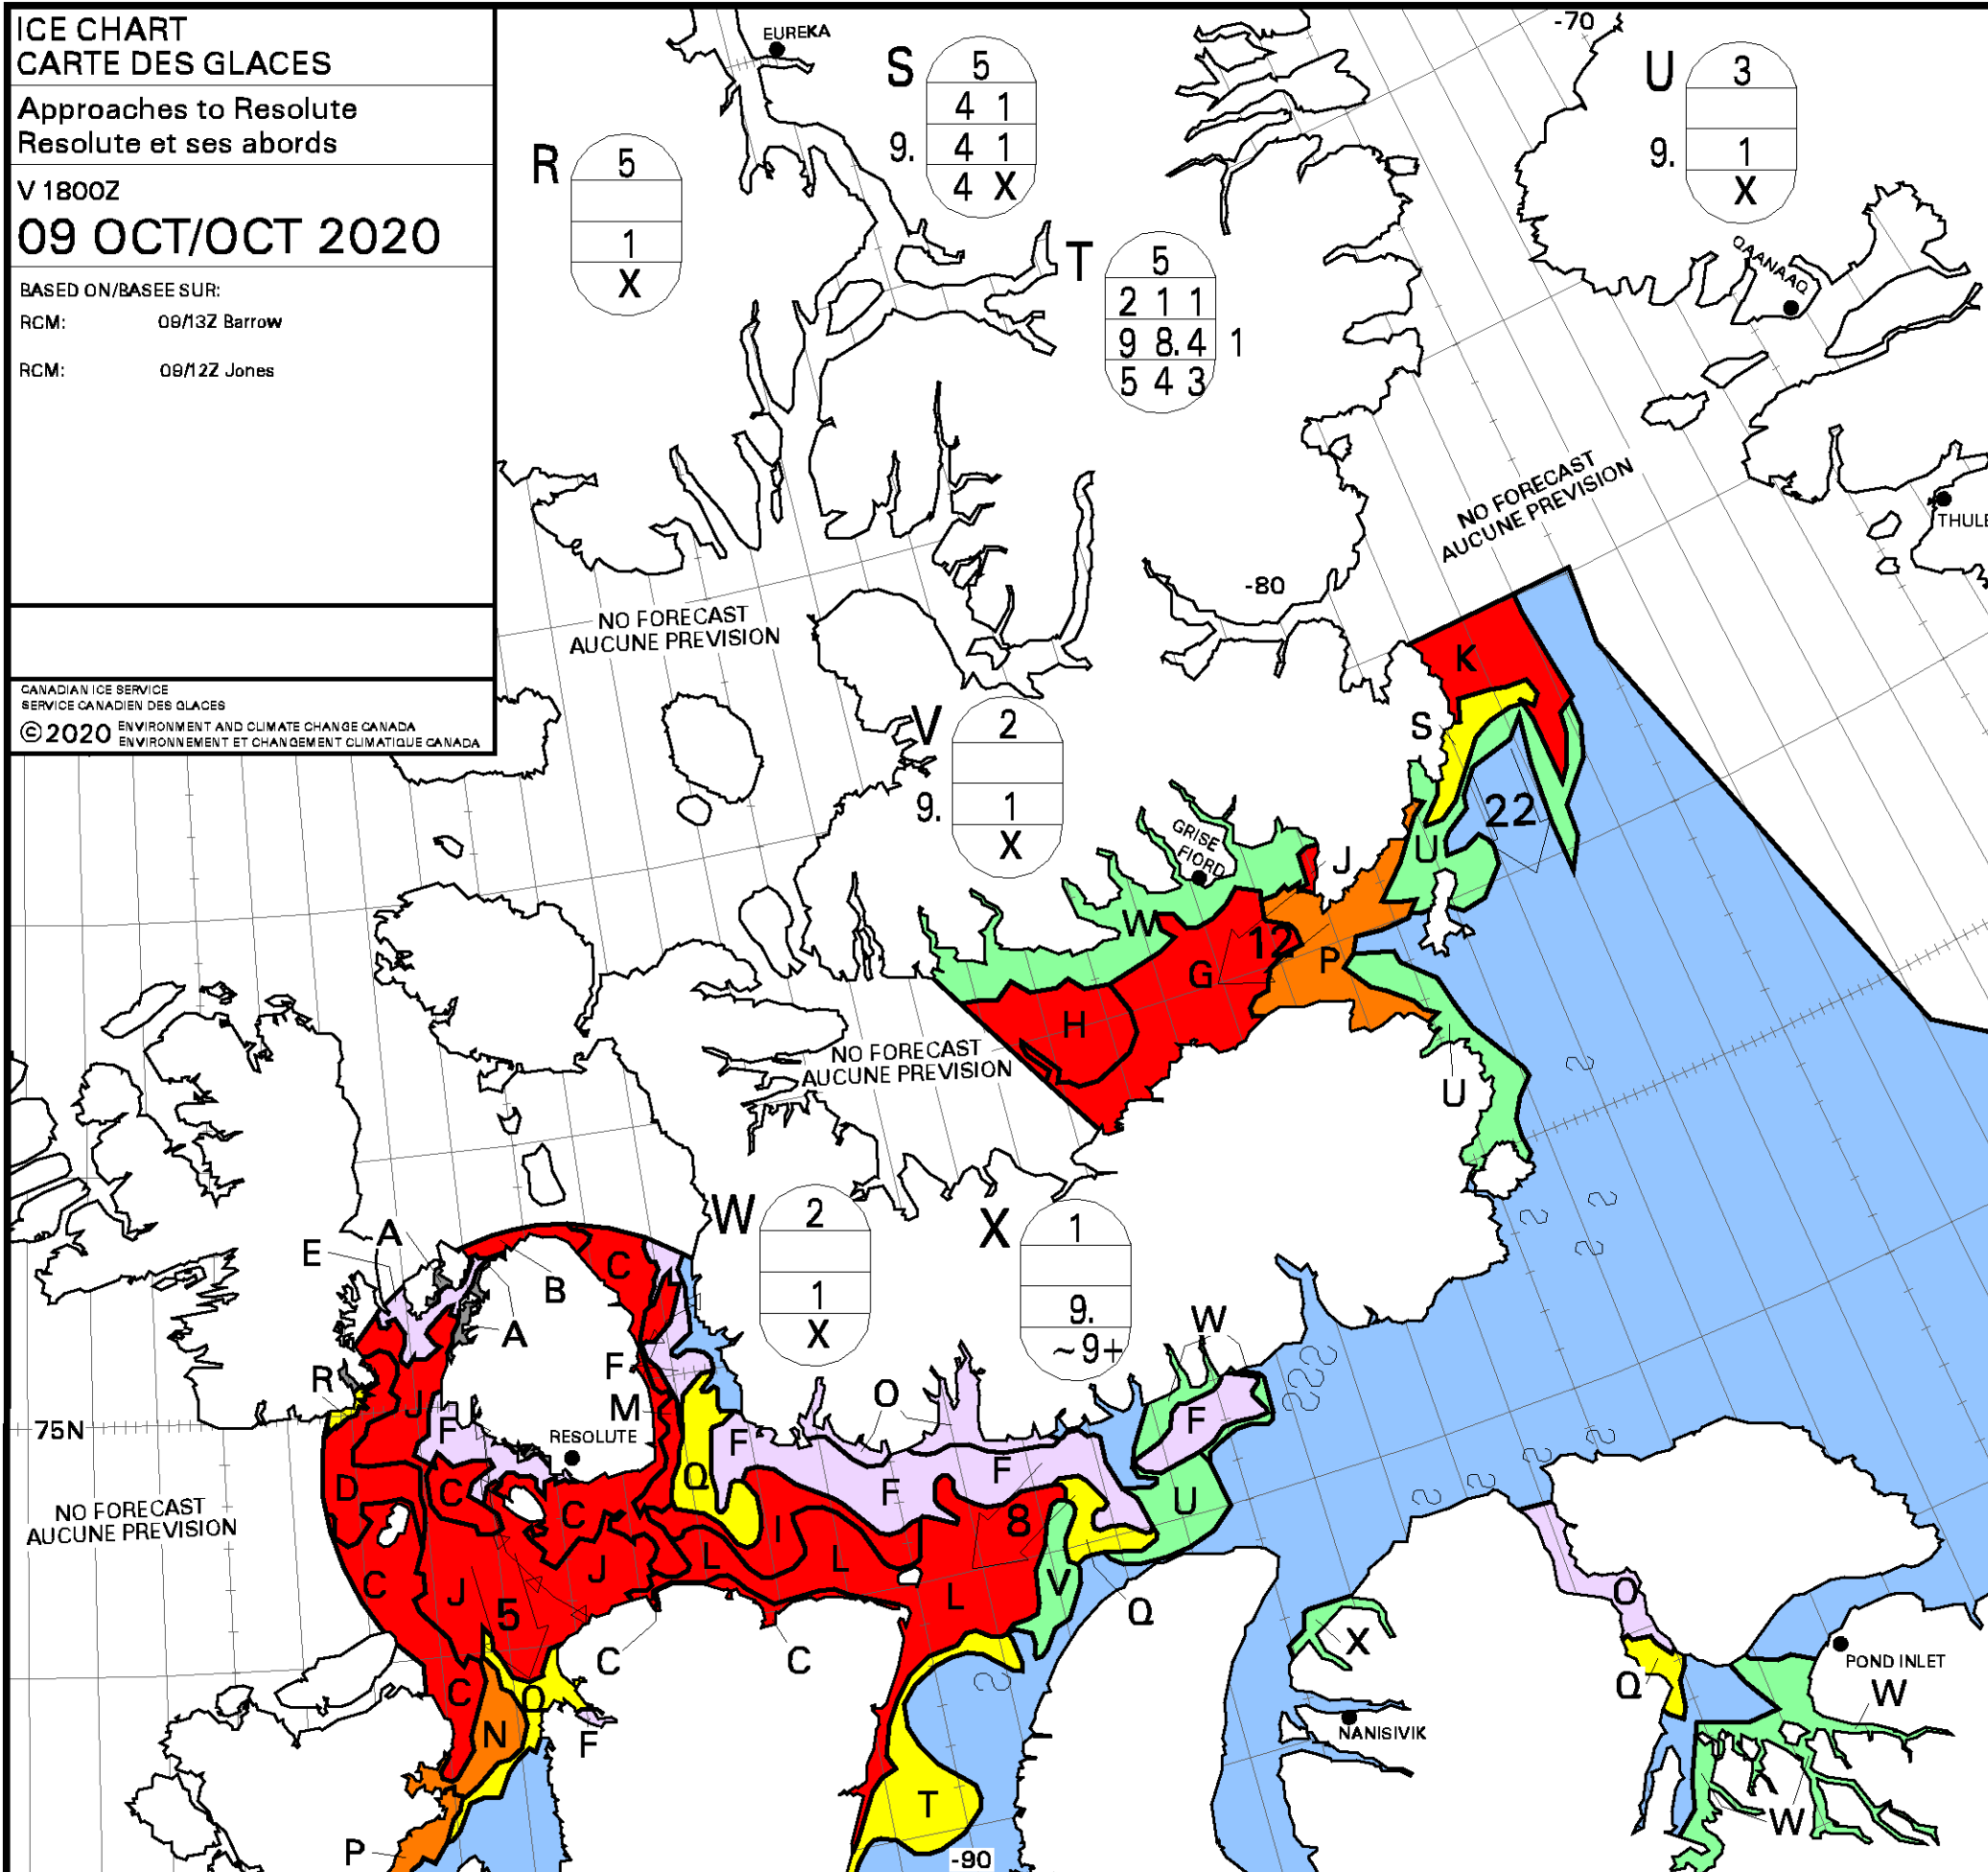 ICE CHART
CARTE DES GLACES
Approaches to Resolute
Resolute et ses abords
V 1800Z
09 OCT/OCT 2020
BASED ON/BASEE SUR:
RCM: 09/13Z Barrow
RCM: 09/12Z Jones
CANADIAN ICE SERVICE
SERVICE CANADIEN DES GLACES
© 2020 ENVIRONMENT AND CLIMATE CHANGE CANADA
ENVIRONNEMENT ET CHANGEMENT CLIMATIQUE CANADA
EUREKA
-70
R
5
1
X
S
5
4 1
9. 4 1
4 X
T
5
2 1 1
9 8. 4 1
5 4 3
U
3
9. 1
X
QAANAAQ
THULE
NO FORECAST
AUCUNE PREVISION
-80
NO FORECAST
AUCUNE PREVISION
K
S
22
U
V
2
9. 1
X
GRISE
FIORD
J
W
12
G
P
H
U
NO FORECAST
AUCUNE PREVISION
W
2
1
X
X
1
9.
~9+
A
E
B
C
A
F
R
J
M
O
W
F
75N
F
RESOLUTE
F
Q
F
F
U
D
C
C
I
8
NO FORECAST
AUCUNE PREVISION
C
J
J
L
L
L
V
5
Q
O
X
C
C
C
Q
N
F
Q
POND INLET
W
NANISIVIK
T
W
P
-90